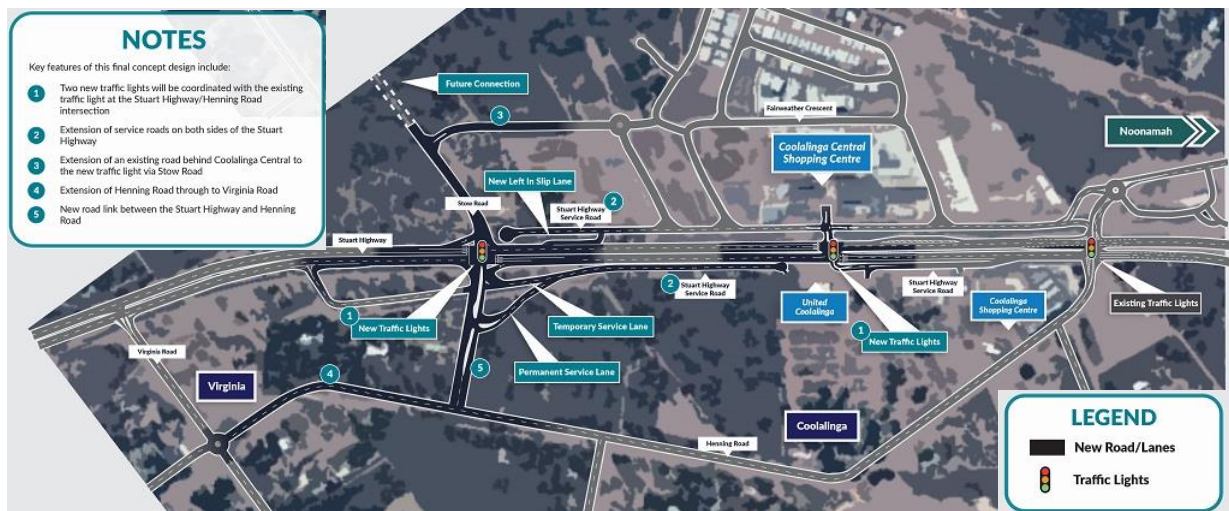 NOTES
Key features of this final concept design include:
1
Two new traffic lights will be coordinated with the existing
traffic light at the Stuart Highway/Henning Road
intersection
2
Extension of service roads on both sides of the Stuart
Highway
3
Extension of an existing road behind Coolalinga Central to
the new traffic light via Stow Road
4
Extension of Henning Road through to Virginia Road
5
New road link between the Stuart Highway and Henning
Road
Future Connection
3
Fairweather Crescent
Noonamah
Coolalinga Central
Shopping Centre
New Left In Slip Lane
2
Stow Road
Stuart Highway
Service Road
Stuart Highway
2
Stuart Highway
Service Road
Stuart Highway
Service Road
United
Coolalinga
Coolalinga
Shopping Centre
Existing Traffic Lights
1
New Traffic Lights
Temporary Service Lane
1
New Traffic Lights
Virginia Road
Permanent Service Lane
5
4
Virginia
Coolalinga
Henning Road
LEGEND
New Road/Lanes
Traffic Lights